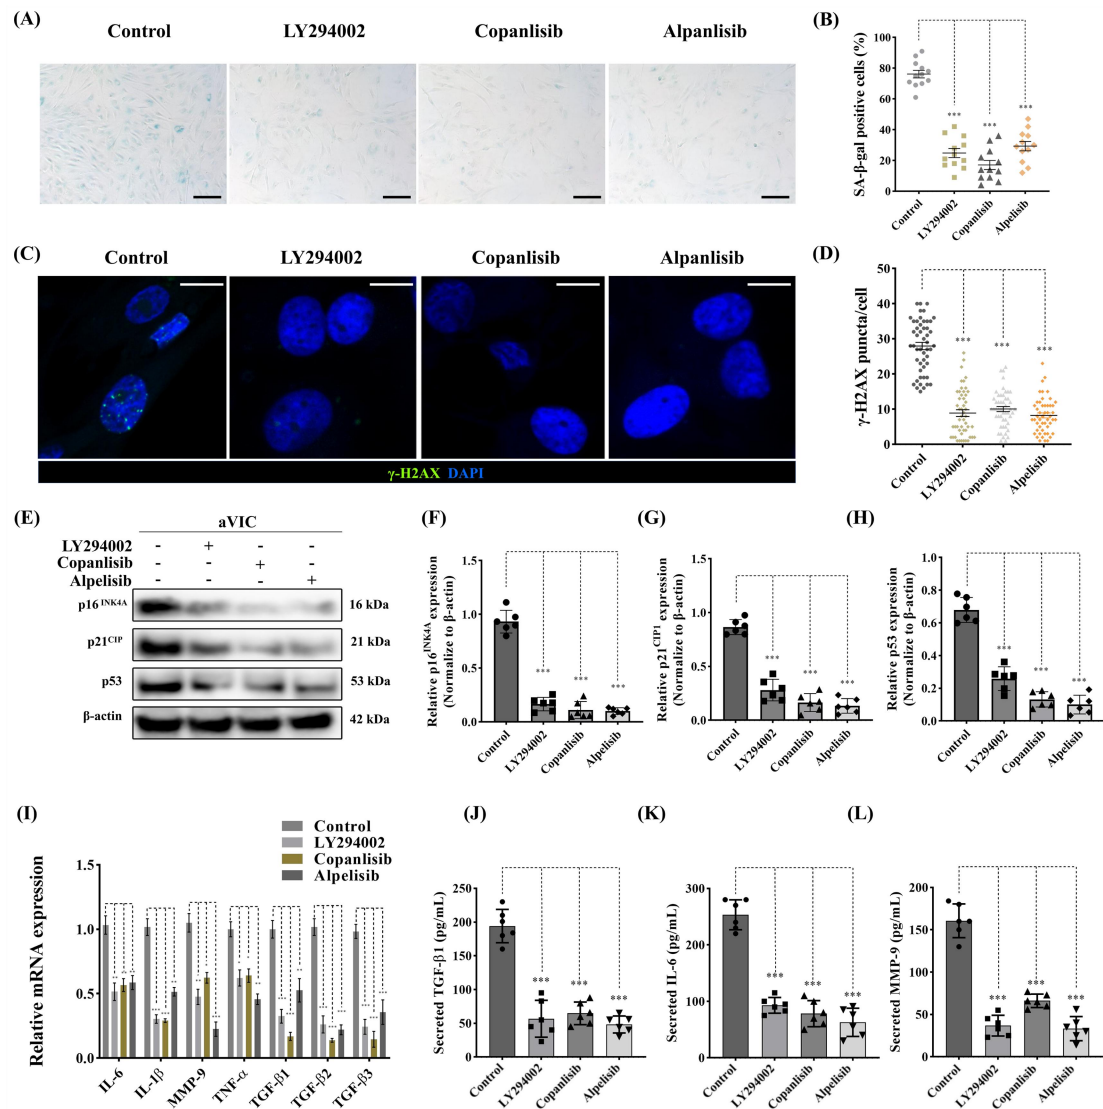 (A)
Control LY294002 Copanlisib Alpanlisib
(B)
SA-β-gal positive cells (%)
100
80
60
40
20
0
***
***
***
Control
LY294002
Copanlisib
Alpelisib
(C)
Control LY294002 Copanlisib Alpanlisib
γ-H2AX DAPI
(D)
γ-H2AX puncta/cell
50
40
30
20
10
0
***
***
***
Control
LY294002
Copanlisib
Alpelisib
(E)
aVIC
LY294002 - + - -
Copanlisib - - + -
Alpelisib - - - +
p16 INK4A 16 kDa
p21CIP 21 kDa
p53 53 kDa
β-actin 42 kDa
(F)
Relative p16INK4A expression
(Normalize to β-actin)
1.5
1.0
0.5
0.0
***
***
***
Control
LY294002
Copanlisib
Alpelisib
(G)
Relative p21CIP1 expression
(Normalize to β-actin)
1.5
1.0
0.5
0.0
***
***
***
Control
LY294002
Copanlisib
Alpelisib
(H)
Relative p53 expression
(Normalize to β-actin)
1.0
0.8
0.6
0.4
0.2
0.0
***
***
***
Control
LY294002
Copanlisib
Alpelisib
(I)
Control
LY294002
Copanlisib
Alpelisib
Relative mRNA expression
1.5
1.0
0.5
0.0
IL-6
IL-1β
MMP-9
TNF-α
TGF-β1
TGF-β2
TGF-β3
(J)
Secreted TGF-β1 (pg/mL)
250
200
150
100
50
0
***
***
***
Control
LY294002
Copanlisib
Alpelisib
(K)
Secreted IL-6 (pg/mL)
300
200
100
0
***
***
***
Control
LY294002
Copanlisib
Alpelisib
(L)
Secreted MMP-9 (pg/mL)
200
150
100
50
0
***
***
***
Control
LY294002
Copanlisib
Alpelisib